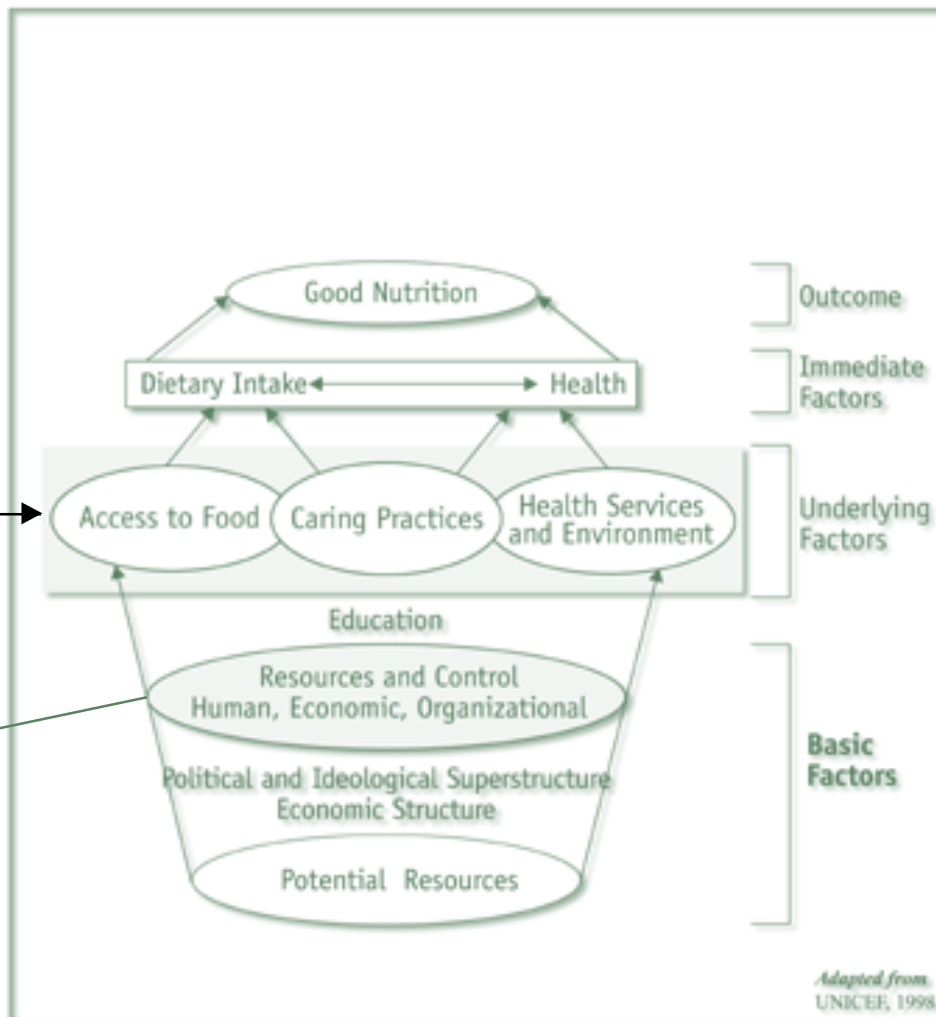 Good Nutrition
Outcome
Dietary Intake
Health
Immediate
Factors
Access to Food
Caring Practices
Health Services
and Environment
Underlying
Factors
Education
Resources and Control
Human, Economic, Organizational
Political and Ideological Superstructure
Economic Structure
Basic
Factors
Potential Resources
Adapted from
UNICEF, 1998